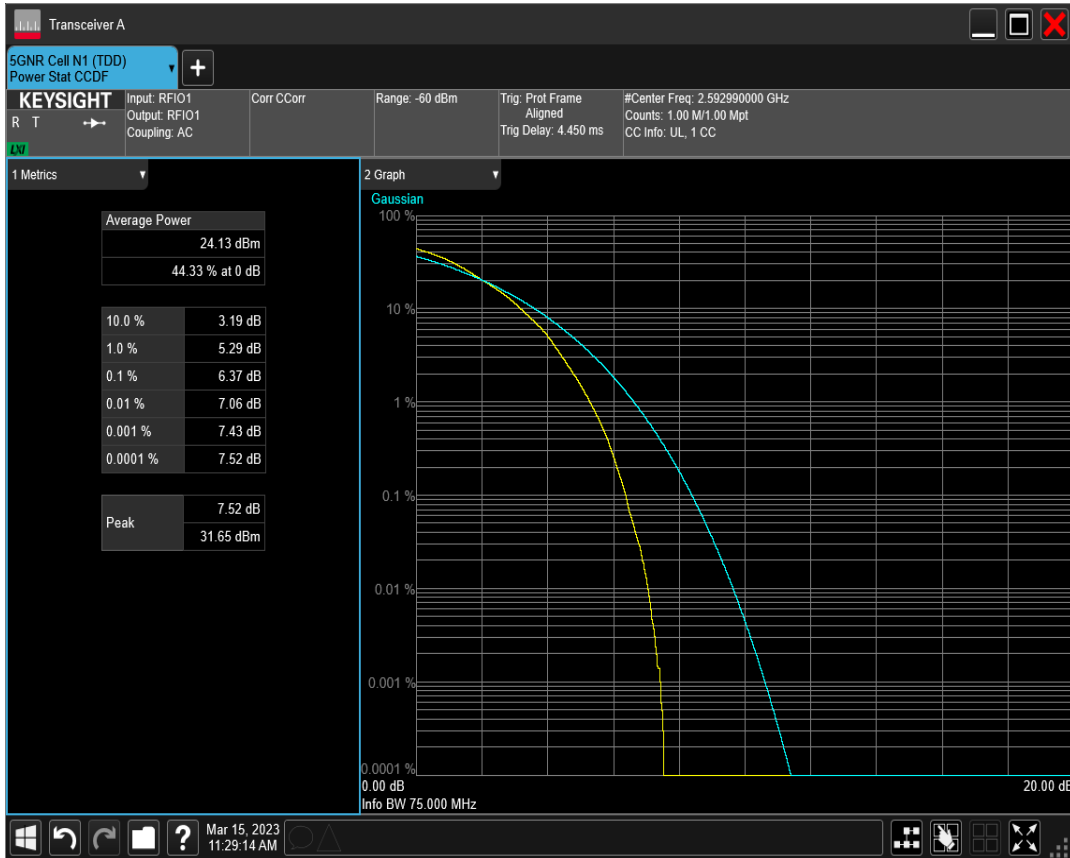 Transceiver A
5GNR Cell N1 (TDD)
Power Stat CCDF
+
KEYSIGHT
R T
LXI
Input: RFIO1
Output: RFIO1
Coupling: AC
Corr CCorr
Range: -60 dBm
Trig: Prot Frame
Aligned
Trig Delay: 4.450 ms
#Center Freq: 2.592990000 GHz
Counts: 1.00 M/1.00 Mpt
CC Info: UL, 1 CC
1 Metrics
Average Power
24.13 dBm
44.33 % at 0 dB
10.0 % 3.19 dB
1.0 % 5.29 dB
0.1 % 6.37 dB
0.01 % 7.06 dB
0.001 % 7.43 dB
0.0001 % 7.52 dB
Peak 7.52 dB
31.65 dBm
2 Graph
Gaussian
100 %
10 %
1 %
0.1 %
0.01 %
0.001 %
0.0001 %
0.00 dB 20.00 dB
Info BW 75.000 MHz
?
Mar 15, 2023
11:29:14 AM